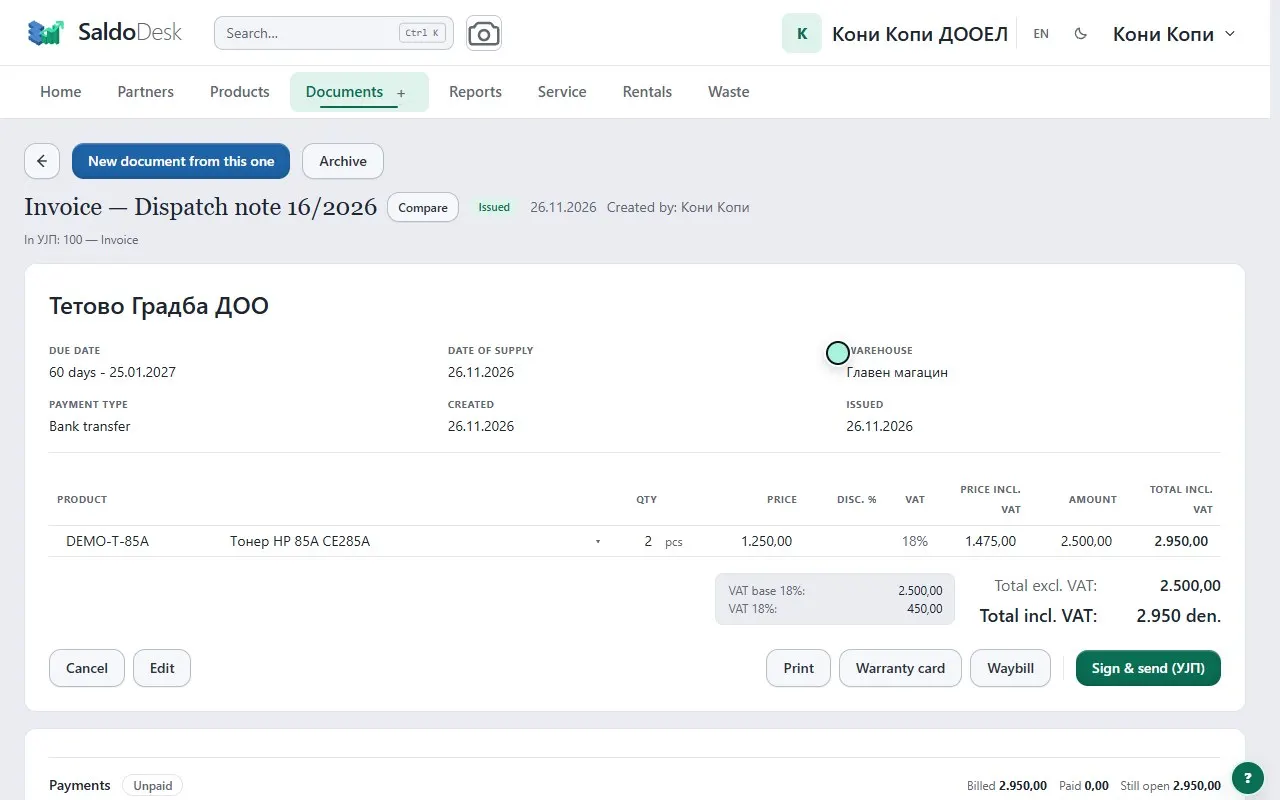 SaldoDesk
Search... Ctrl K
К Кони Копи ДООЕЛ EN Кони Копи
Home Partners Products Documents + Reports Service Rentals Waste
New document from this one Archive
Invoice — Dispatch note 16/2026 Compare Issued 26.11.2026 Created by: Кони Копи
In УЈП: 100 — Invoice
Тетово Градба ДОО
DUE DATE DATE OF SUPPLY WAREHOUSE
60 days - 25.01.2027 26.11.2026 Главен магацин
PAYMENT TYPE CREATED ISSUED
Bank transfer 26.11.2026 26.11.2026
PRODUCT QTY PRICE DISC. % VAT PRICE INCL. VAT AMOUNT TOTAL INCL. VAT
DEMO-T-85A Тонер HP 85A CE285A 2 pcs 1.250,00 18% 1.475,00 2.500,00 2.950,00
VAT base 18%: 2.500,00 Total excl. VAT: 2.500,00
VAT 18%: 450,00 Total incl. VAT: 2.950 den.
Cancel Edit Print Warranty card Waybill Sign & send (УЈП)
Payments Unpaid Billed 2.950,00 Paid 0,00 Still open 2.950,00 ?